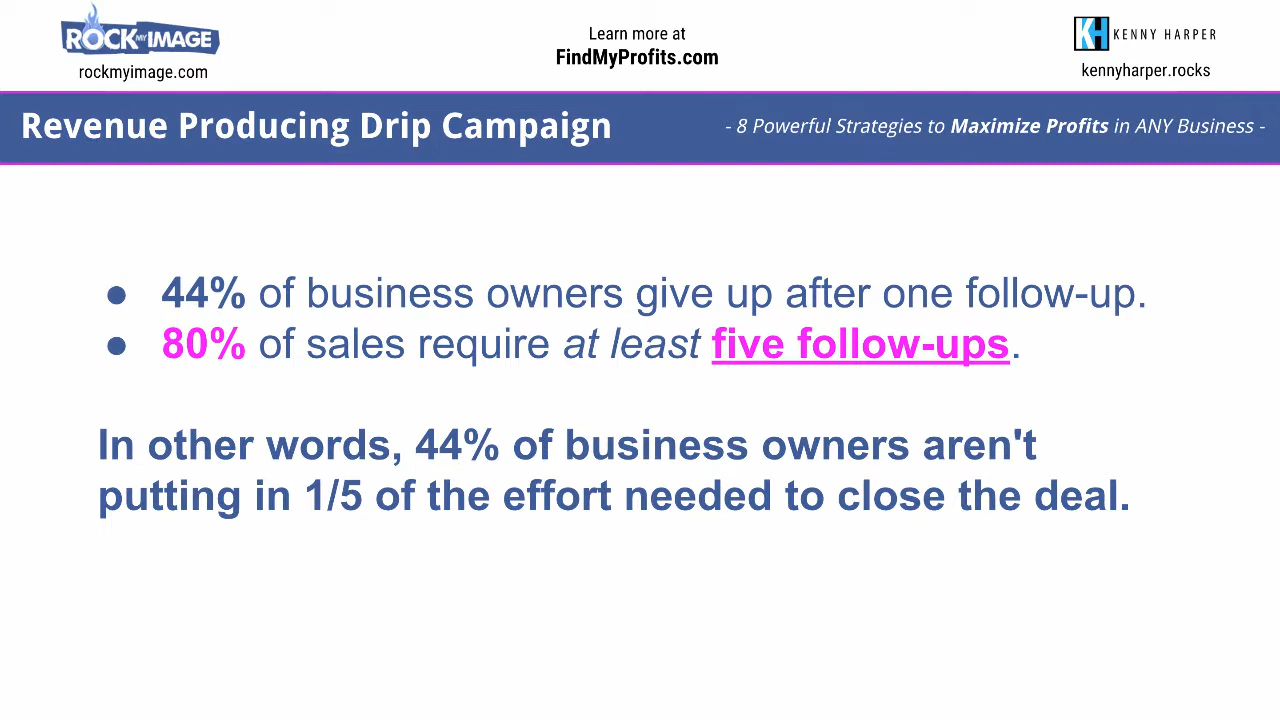 ROCK MY IMAGE
rockmyimage.com
Learn more at
FindMyProfits.com
KH KENNY HARPER
kennyharper.rocks
Revenue Producing Drip Campaign
- 8 Powerful Strategies to Maximize Profits in ANY Business -
● 44% of business owners give up after one follow-up.
● 80% of sales require at least five follow-ups.
In other words, 44% of business owners aren't
putting in 1/5 of the effort needed to close the deal.